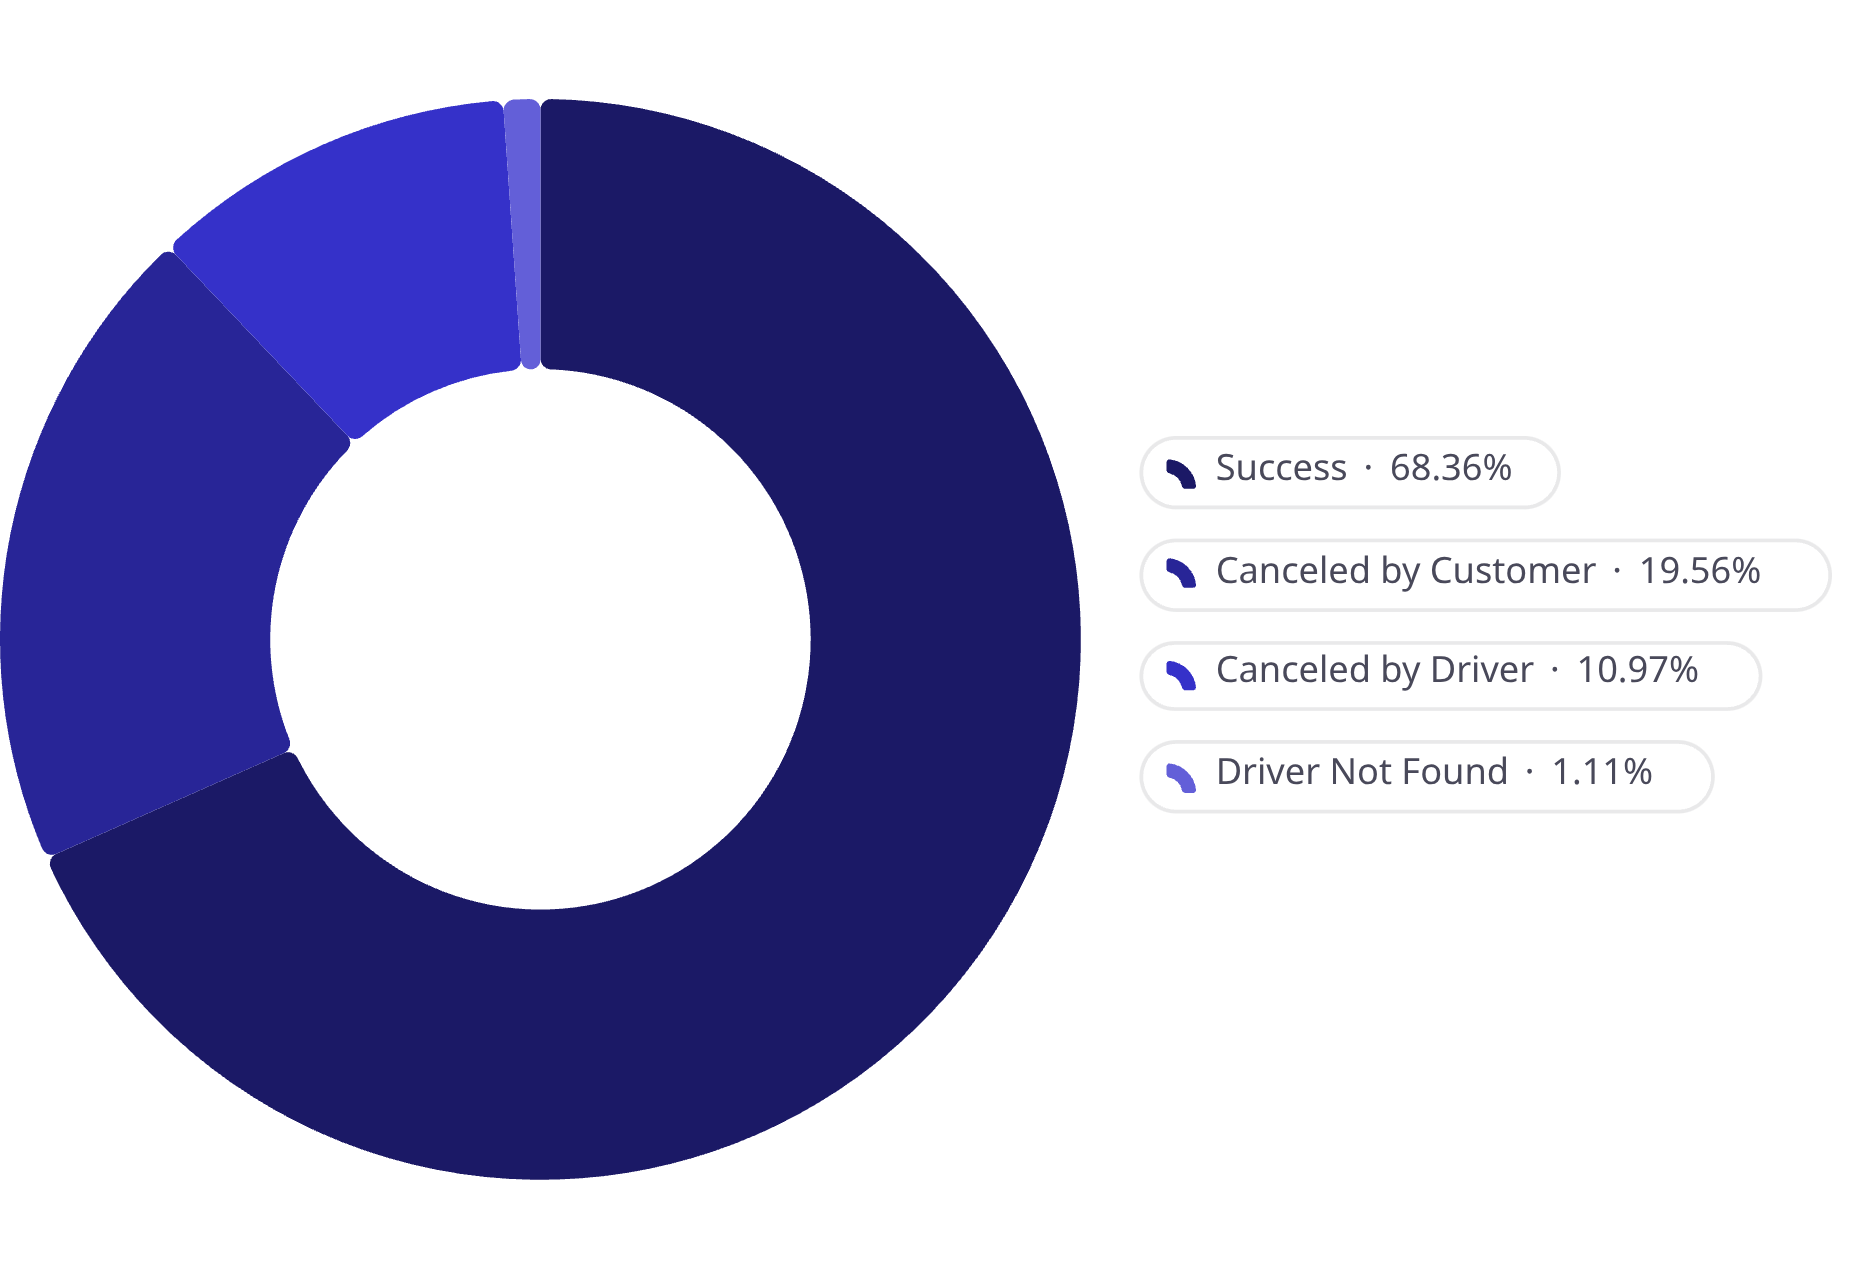 Success · 68.36%
Canceled by Customer · 19.56%
Canceled by Driver · 10.97%
Driver Not Found · 1.11%